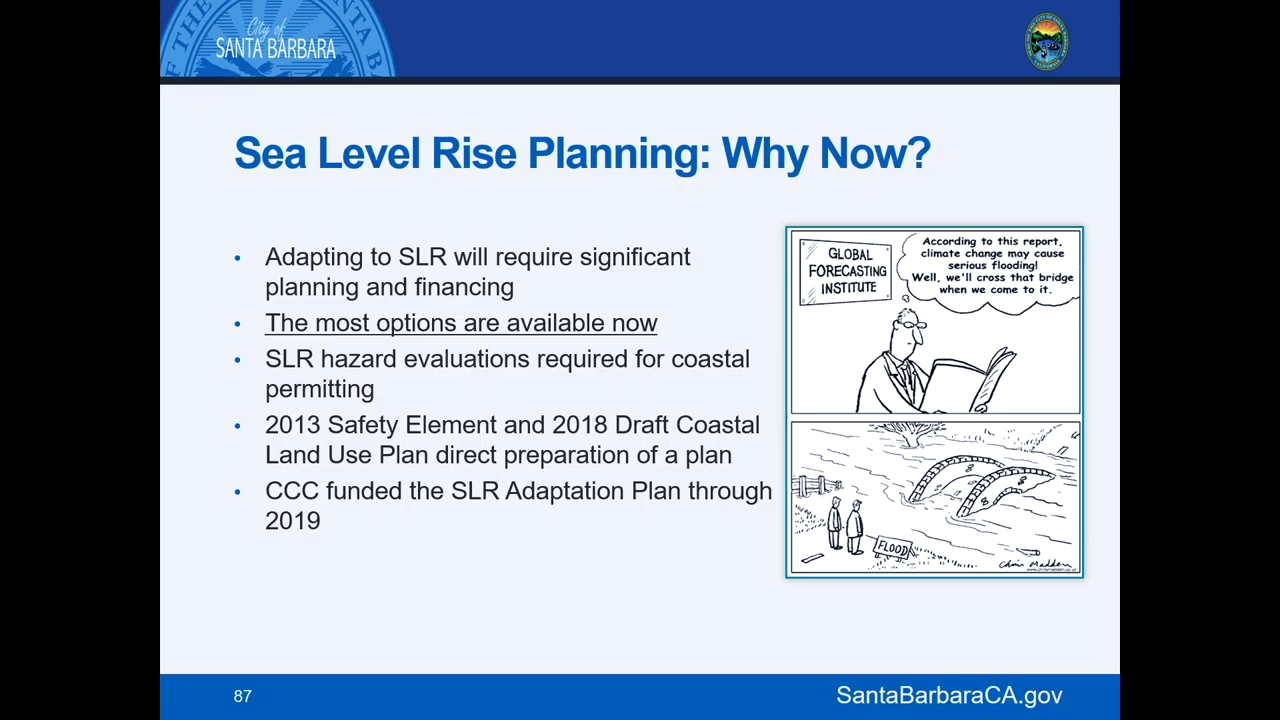 City of
SANTA BARBARA
Sea Level Rise Planning: Why Now?
• Adapting to SLR will require significant
planning and financing
• The most options are available now
• SLR hazard evaluations required for coastal
permitting
• 2013 Safety Element and 2018 Draft Coastal
Land Use Plan direct preparation of a plan
• CCC funded the SLR Adaptation Plan through
2019
GLOBAL
FORECASTING
INSTITUTE
According to this report,
climate change may cause
serious flooding!
Well, we'll cross that bridge
when we come to it.
FLOOD
Chris Madden
87
SantaBarbaraCA.gov